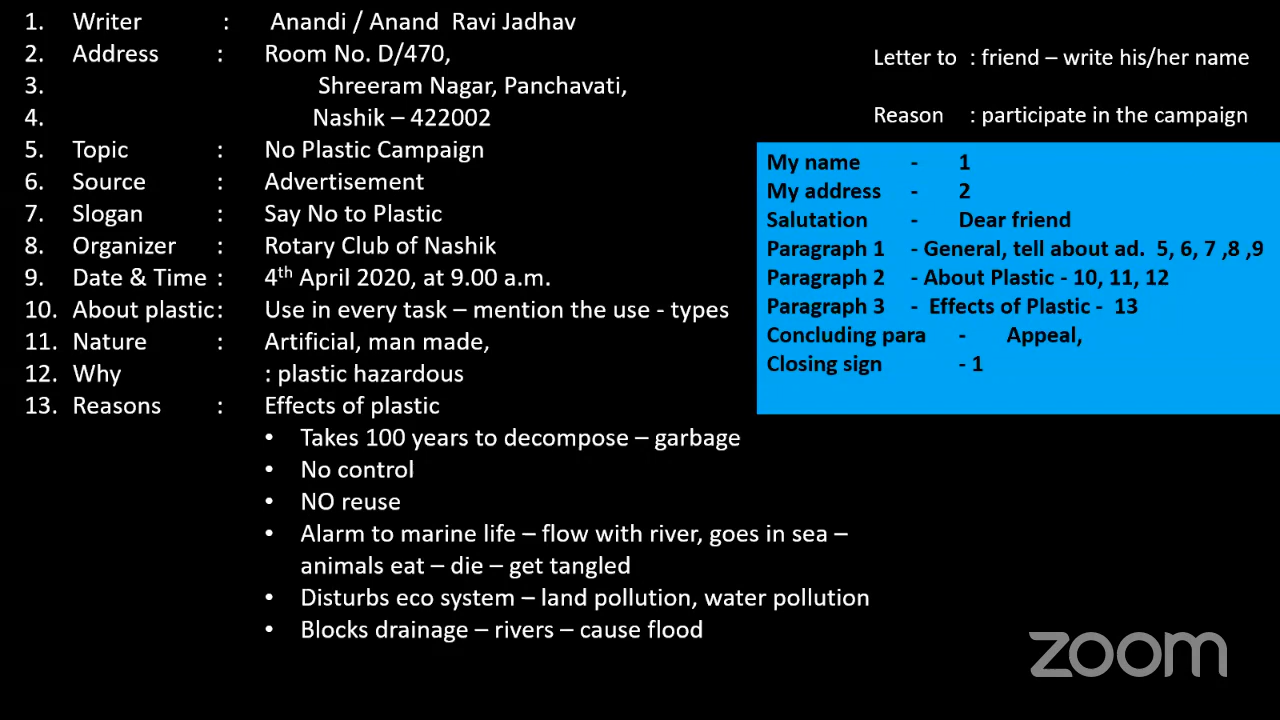 1. Writer : Anandi / Anand Ravi Jadhav
2. Address : Room No. D/470,
3. Shreeram Nagar, Panchavati,
4. Nashik – 422002
5. Topic : No Plastic Campaign
6. Source : Advertisement
7. Slogan : Say No to Plastic
8. Organizer : Rotary Club of Nashik
9. Date & Time : 4th April 2020, at 9.00 a.m.
10. About plastic : Use in every task – mention the use - types
11. Nature : Artificial, man made,
12. Why : plastic hazardous
13. Reasons : Effects of plastic
• Takes 100 years to decompose – garbage
• No control
• NO reuse
• Alarm to marine life – flow with river, goes in sea –
animals eat – die – get tangled
• Disturbs eco system – land pollution, water pollution
• Blocks drainage – rivers – cause flood
Letter to : friend – write his/her name
Reason : participate in the campaign
My name - 1
My address - 2
Salutation - Dear friend
Paragraph 1 - General, tell about ad. 5, 6, 7 ,8 ,9
Paragraph 2 - About Plastic - 10, 11, 12
Paragraph 3 - Effects of Plastic - 13
Concluding para - Appeal,
Closing sign - 1
zoom